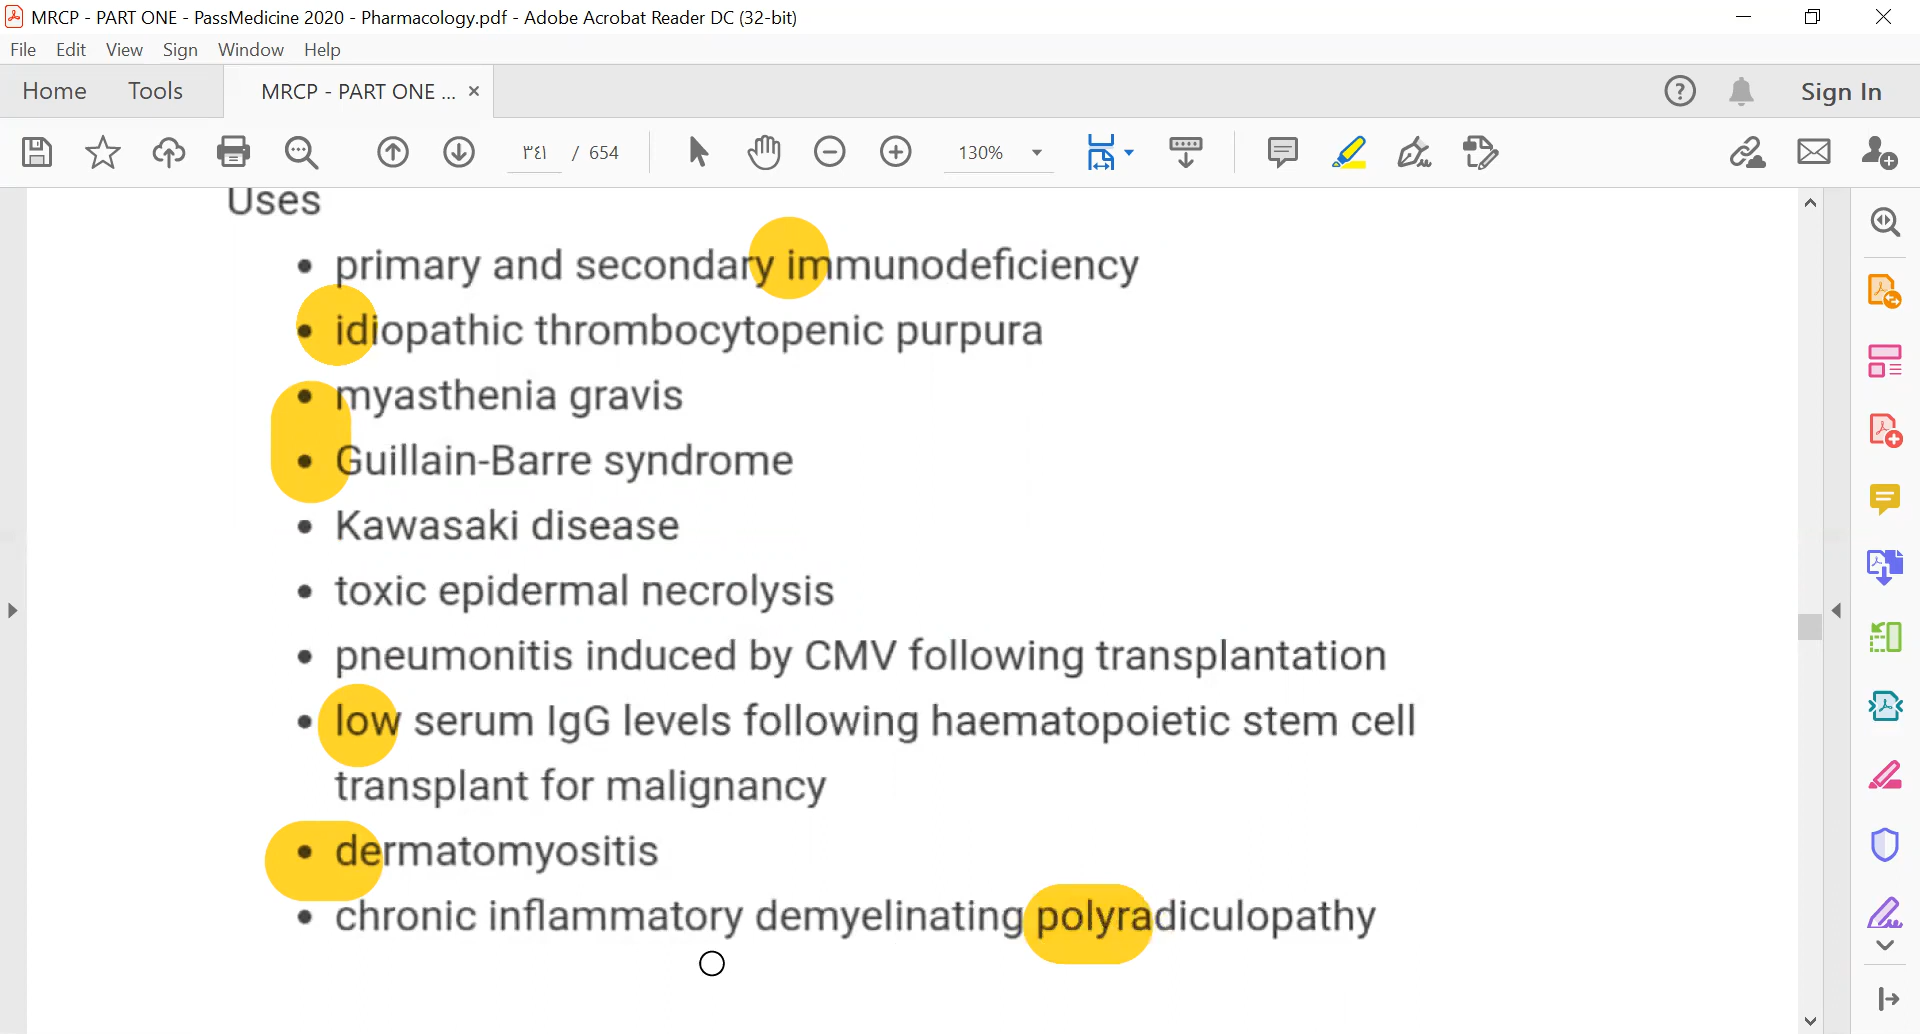 MRCP - PART ONE - PassMedicine 2020 - Pharmacology.pdf - Adobe Acrobat Reader DC (32-bit)
File Edit View Sign Window Help
Home Tools MRCP - PART ONE ... × Sign In
٣٤١ / 654 130%
Uses
• primary and secondary immunodeficiency
• idiopathic thrombocytopenic purpura
• myasthenia gravis
• Guillain-Barre syndrome
• Kawasaki disease
• toxic epidermal necrolysis
• pneumonitis induced by CMV following transplantation
• low serum IgG levels following haematopoietic stem cell
transplant for malignancy
• dermatomyositis
• chronic inflammatory demyelinating polyradiculopathy